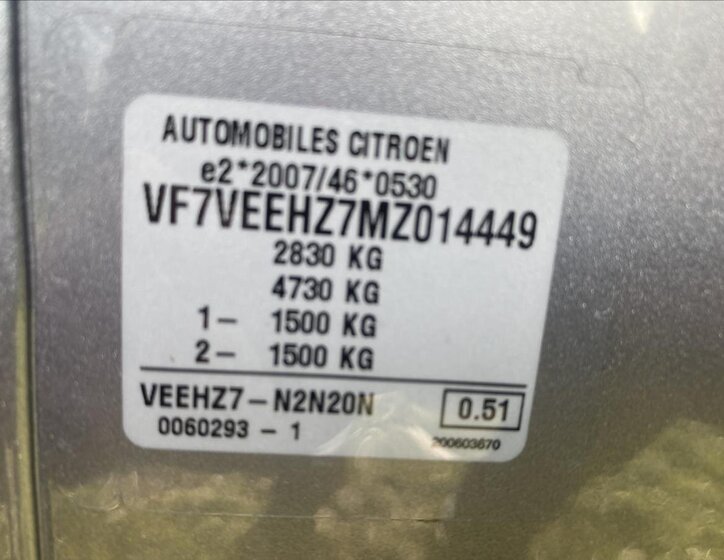 AUTOMOBILES CITROEN
e2*2007/46*0530
VF7VEEHZ7MZ014449
2830 KG
4730 KG
1- 1500 KG
2- 1500 KG
VEEHZ7-N2N20N 0.51
0060293 - 1
200603670